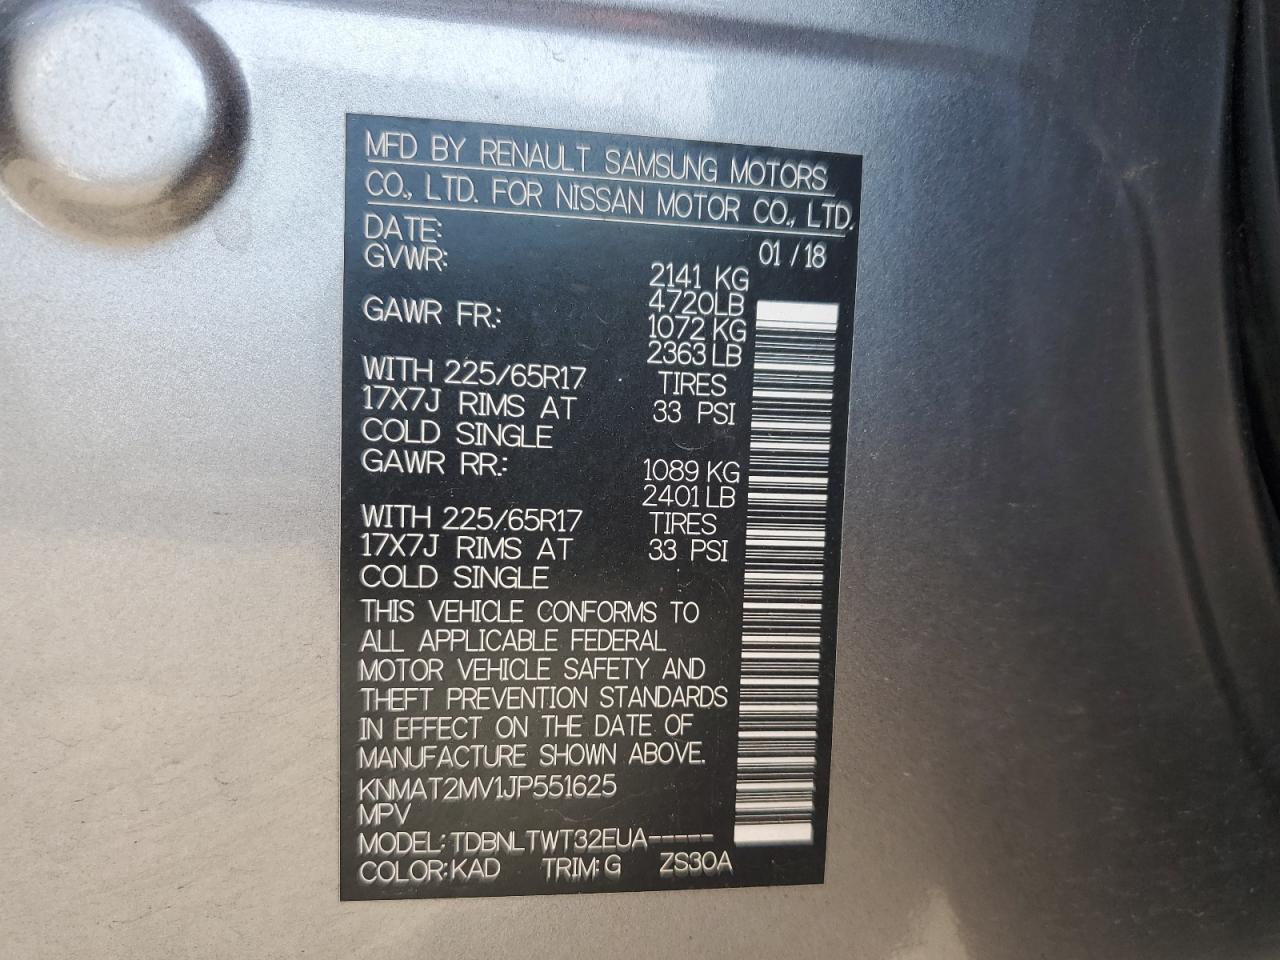 MFD BY RENAULT SAMSUNG MOTORS
CO., LTD. FOR NISSAN MOTOR CO., LTD.
DATE: 01 / 18
GVWR: 2141 KG
4720LB
GAWR FR.: 1072 KG
2363 LB
WITH 225/65R17 TIRES
17X7J RIMS AT 33 PSI
COLD SINGLE
GAWR RR.: 1089 KG
2401 LB
WITH 225/65R17 TIRES
17X7J RIMS AT 33 PSI
COLD SINGLE
THIS VEHICLE CONFORMS TO
ALL APPLICABLE FEDERAL
MOTOR VEHICLE SAFETY AND
THEFT PREVENTION STANDARDS
IN EFFECT ON THE DATE OF
MANUFACTURE SHOWN ABOVE.
KNMAT2MV1JP551625
MPV
MODEL: TDBNLTWT32EUA-----
COLOR: KAD TRIM: G ZS30A